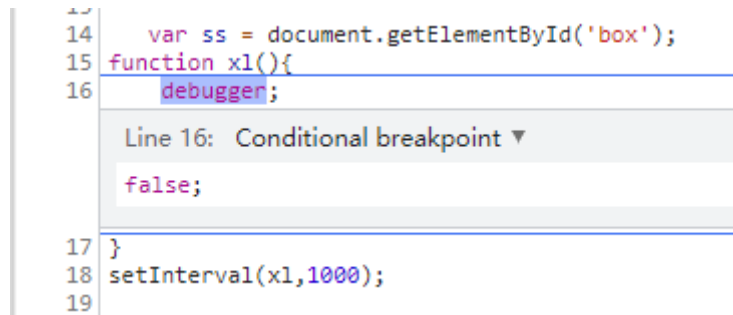 14 var ss = document.getElementById('box');
15 function xl(){
16 debugger;
Line 16: Conditional breakpoint ▼
false;
17 }
18 setInterval(xl,1000);
19